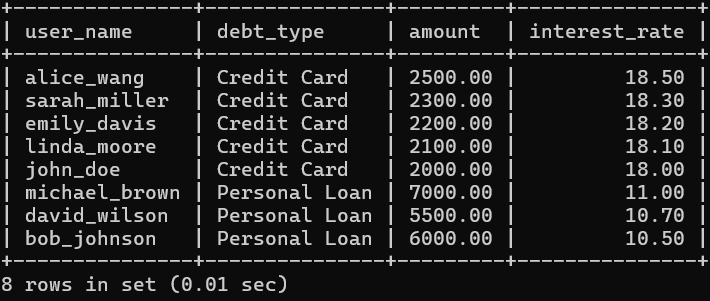 +---------------+---------------+---------+---------------+
| user_name     | debt_type     | amount  | interest_rate |
+---------------+---------------+---------+---------------+
| alice_wang    | Credit Card   | 2500.00 |         18.50 |
| sarah_miller  | Credit Card   | 2300.00 |         18.30 |
| emily_davis   | Credit Card   | 2200.00 |         18.20 |
| linda_moore   | Credit Card   | 2100.00 |         18.10 |
| john_doe      | Credit Card   | 2000.00 |         18.00 |
| michael_brown | Personal Loan | 7000.00 |         11.00 |
| david_wilson  | Personal Loan | 5500.00 |         10.70 |
| bob_johnson   | Personal Loan | 6000.00 |         10.50 |
+---------------+---------------+---------+---------------+
8 rows in set (0.01 sec)